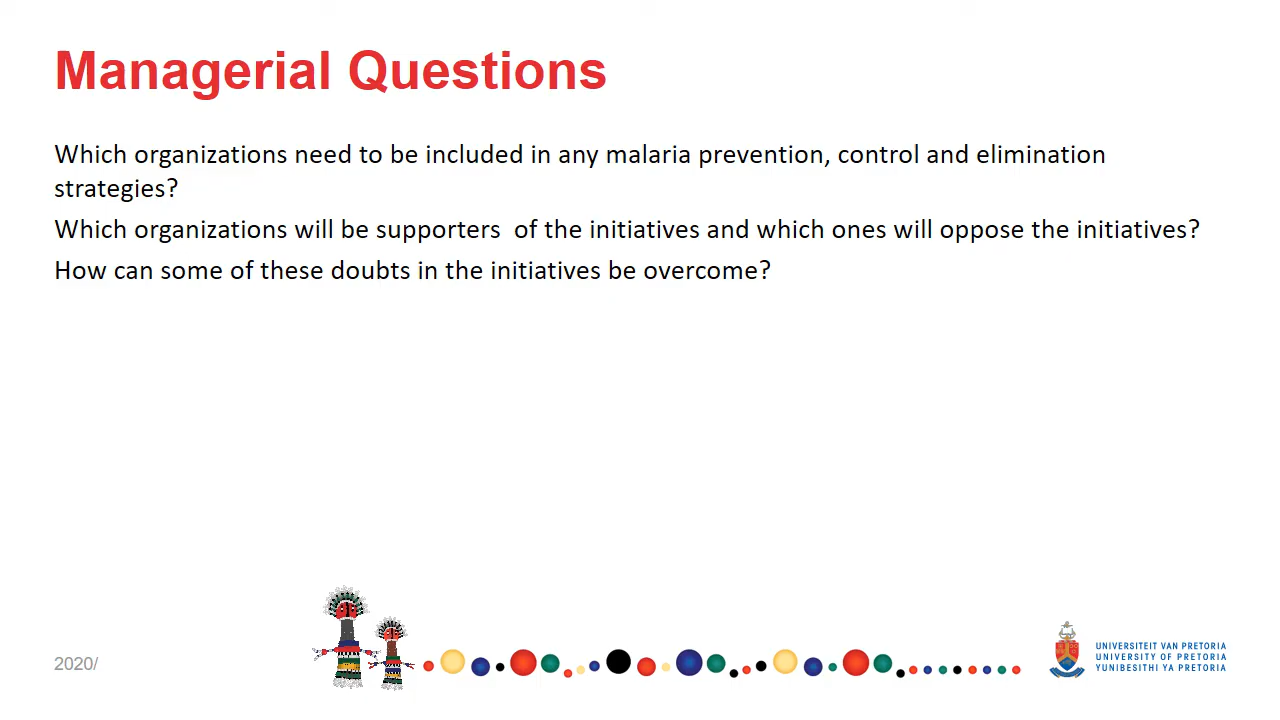 Managerial Questions
Which organizations need to be included in any malaria prevention, control and elimination
strategies?
Which organizations will be supporters  of the initiatives and which ones will oppose the initiatives?
How can some of these doubts in the initiatives be overcome?
2020/
UNIVERSITEIT VAN PRETORIA
UNIVERSITY OF PRETORIA
YUNIBESITHI YA PRETORIA